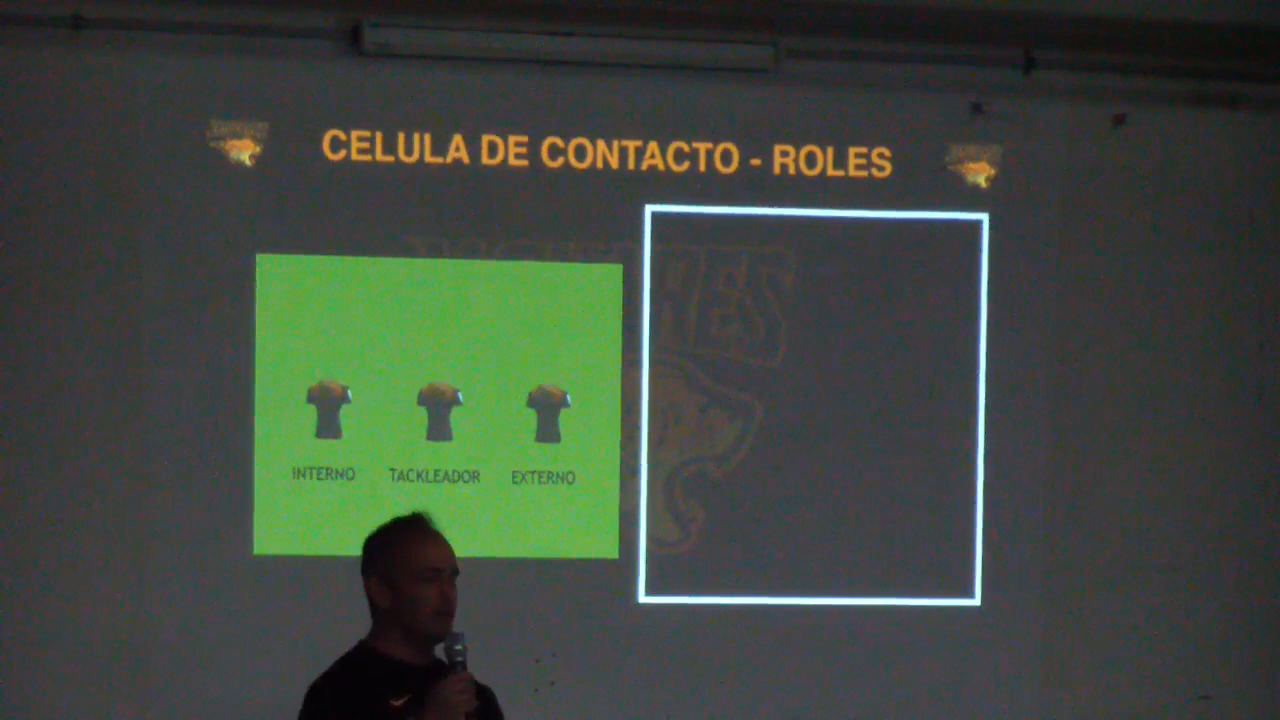 CELULA DE CONTACTO - ROLES
INTERNO TACKLEADOR EXTERNO